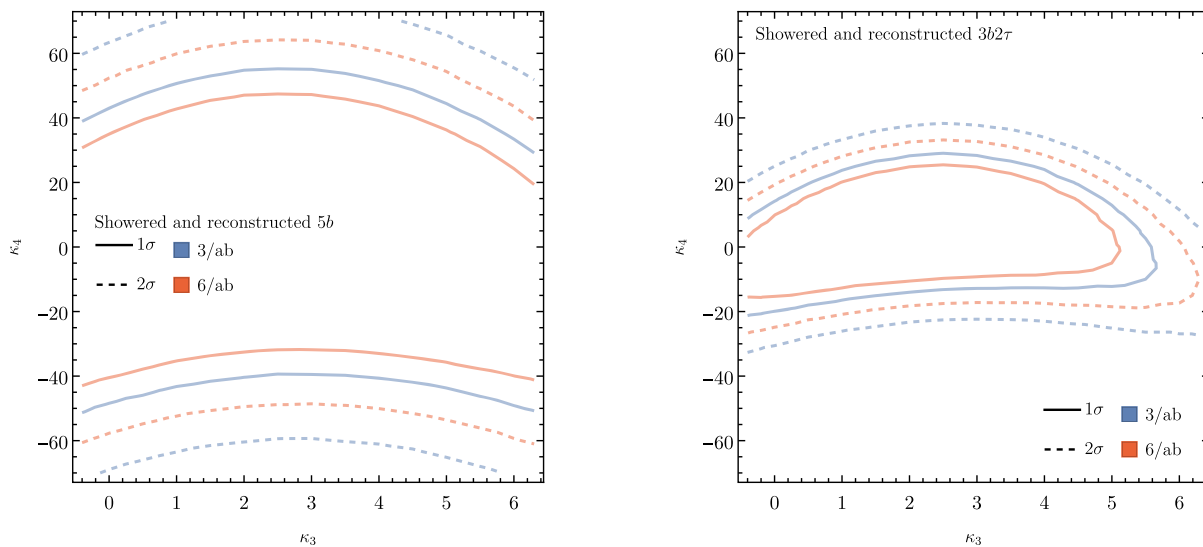 60
40
20
0
−20
−40
−60
κ₄
Showered and reconstructed 5b
1σ 3/ab
2σ 6/ab
0 1 2 3 4 5 6
κ₃
Showered and reconstructed 3b2τ
60
40
20
0
−20
−40
−60
κ₄
1σ 3/ab
2σ 6/ab
0 1 2 3 4 5 6
κ₃